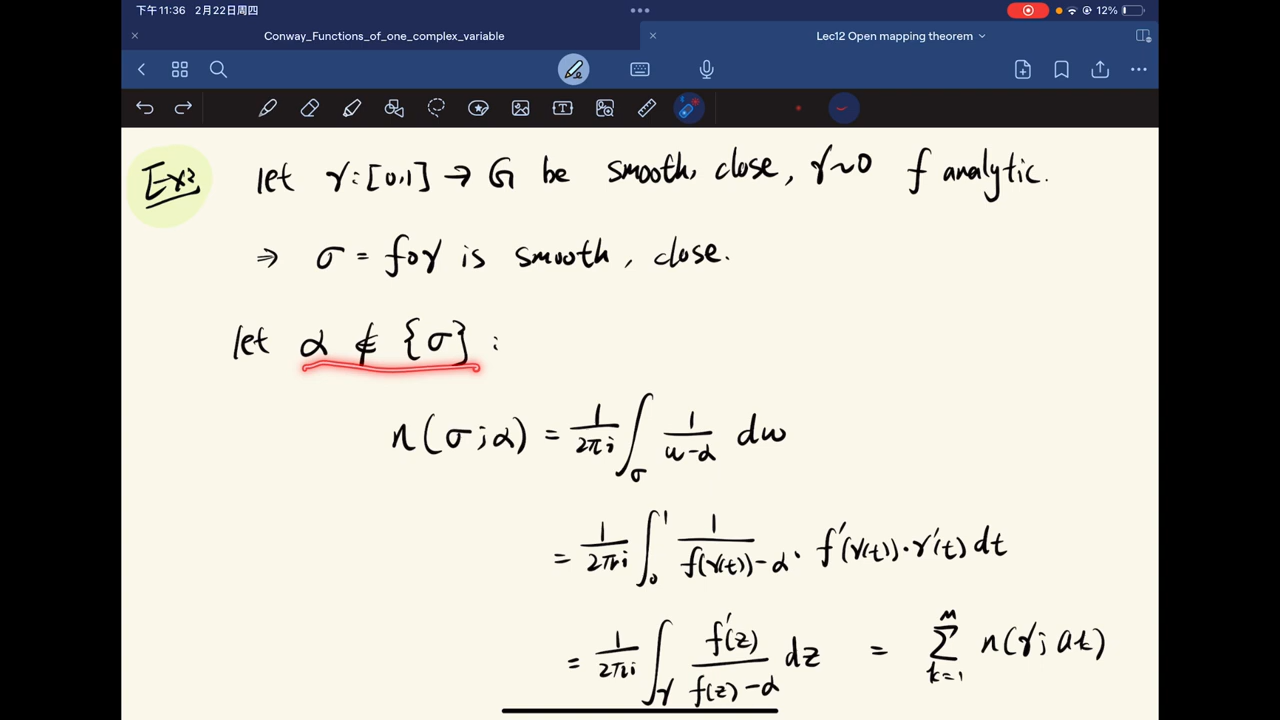 下午11:36 2月22日周四 12%
Conway_Functions_of_one_complex_variable
Lec12 Open mapping theorem
Ex: let γ:[0,1] → G be smooth, close, γ~0 f analytic.
⇒ σ = f∘γ is smooth, close.
let α ∉ {σ} :
n(σ;α) = 1/2πi ∫_σ 1/(w-α) dw
= 1/2πi ∫_0^1 1/(f(γ(t))-α) · f'(γ(t))·γ'(t) dt
= 1/2πi ∫_γ f'(z)/(f(z)-α) dz = Σ_{k=1}^m n(γ; a_k)